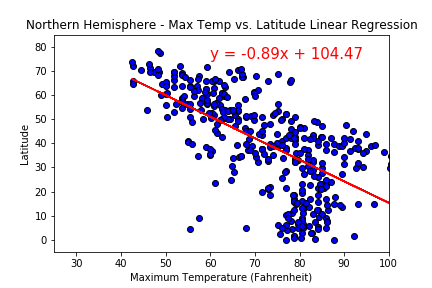 Northern Hemisphere - Max Temp vs. Latitude Linear Regression
y = -0.89x + 104.47
80
70
60
50
40
30
20
10
0
Latitude
30 40 50 60 70 80 90 100
Maximum Temperature (Fahrenheit)